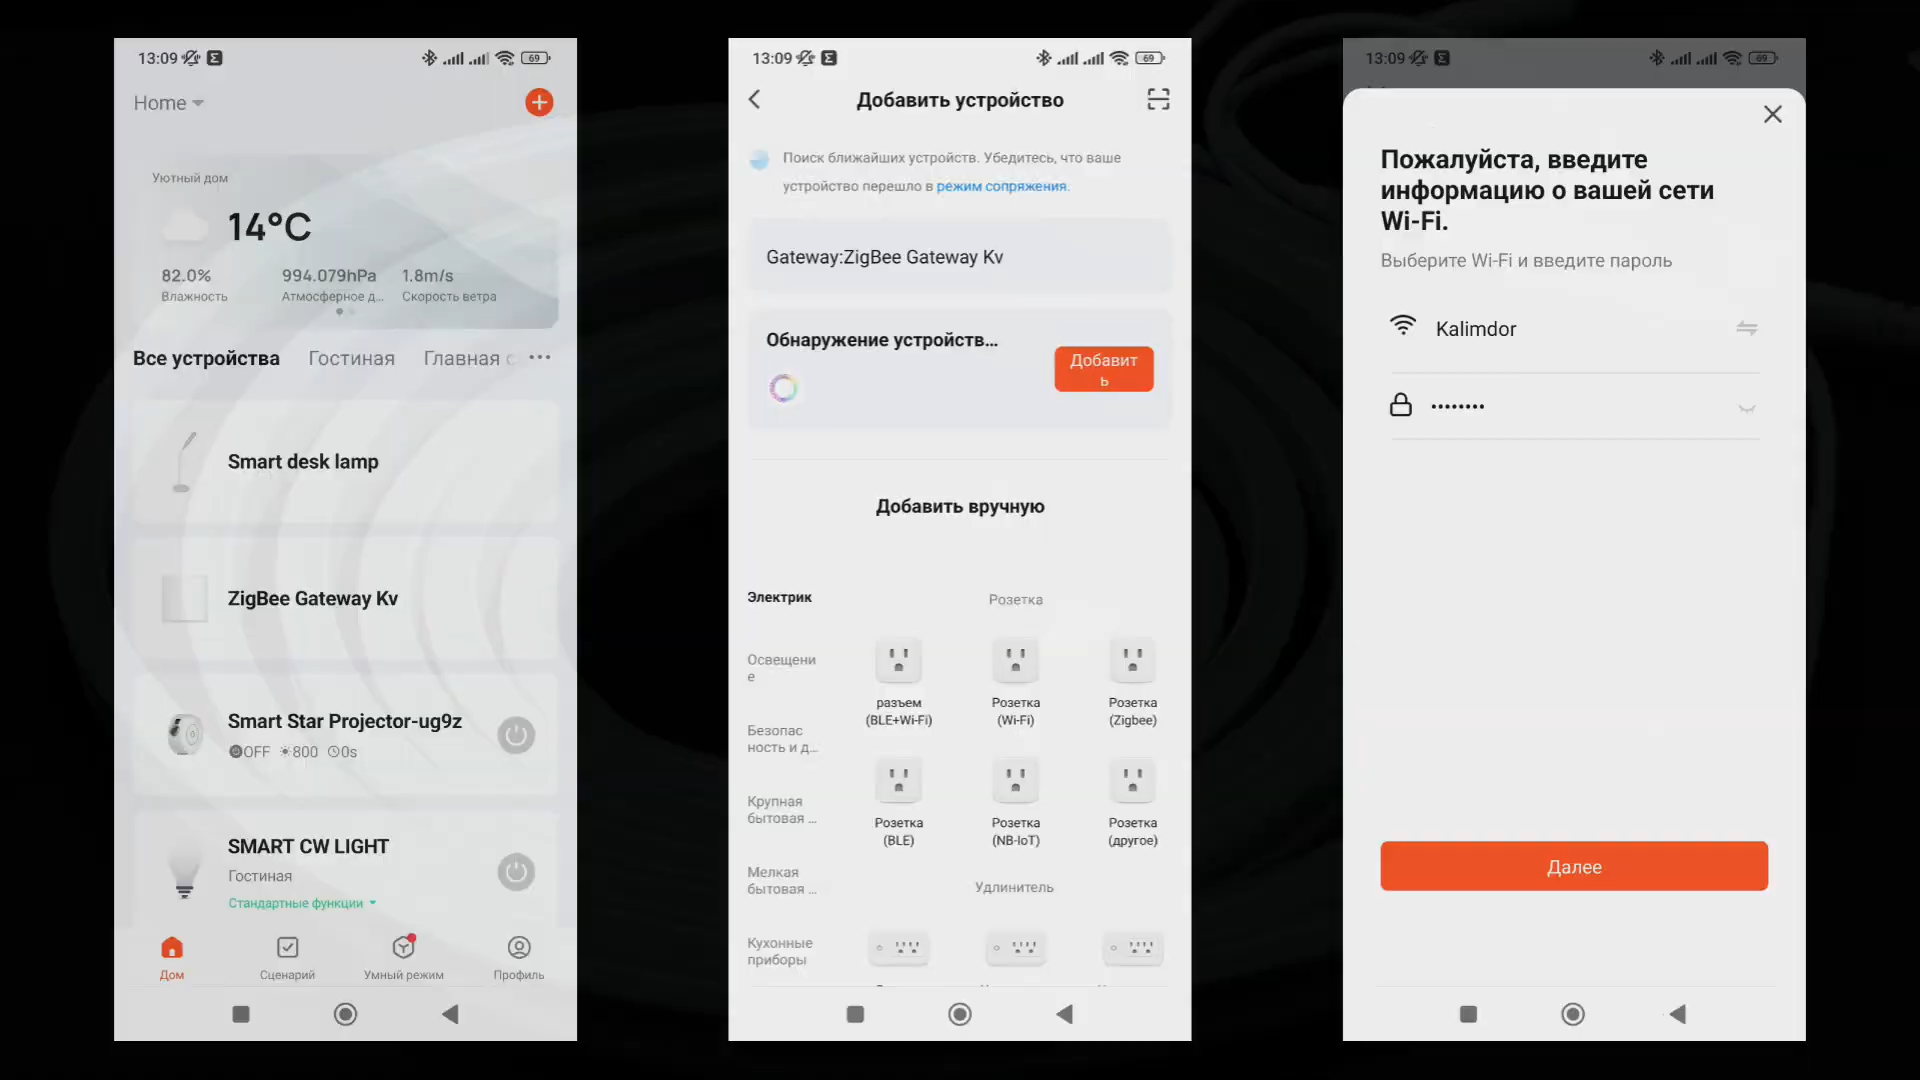 13:09
69
Home
Уютный дом
14°C
82.0%
994.079hPa
1.8m/s
Влажность
Атмосферное д...
Скорость ветра
Все устройства
Гостиная
Главная с
Smart desk lamp
ZigBee Gateway Kv
Smart Star Projector-ug9z
OFF 800 0s
SMART CW LIGHT
Гостиная
Стандартные функции
Дом
Сценарий
Умный режим
Профиль
13:09
69
Добавить устройство
Поиск ближайших устройств. Убедитесь, что ваше
устройство перешло в режим сопряжения.
Gateway:ZigBee Gateway Kv
Обнаружение устройств...
Добавит
ь
Добавить вручную
Электрик
Розетка
Освещени
е
разъем
(BLE+Wi-Fi)
Розетка
(Wi-Fi)
Розетка
(Zigbee)
Безопас
ность и д...
Крупная
бытовая ...
Розетка
(BLE)
Розетка
(NB-IoT)
Розетка
(другое)
Мелкая
бытовая ...
Удлинитель
Кухонные
приборы
13:09
69
Пожалуйста, введите
информацию о вашей сети
Wi-Fi.
Выберите Wi-Fi и введите пароль
Kalimdor
••••••••
Далее